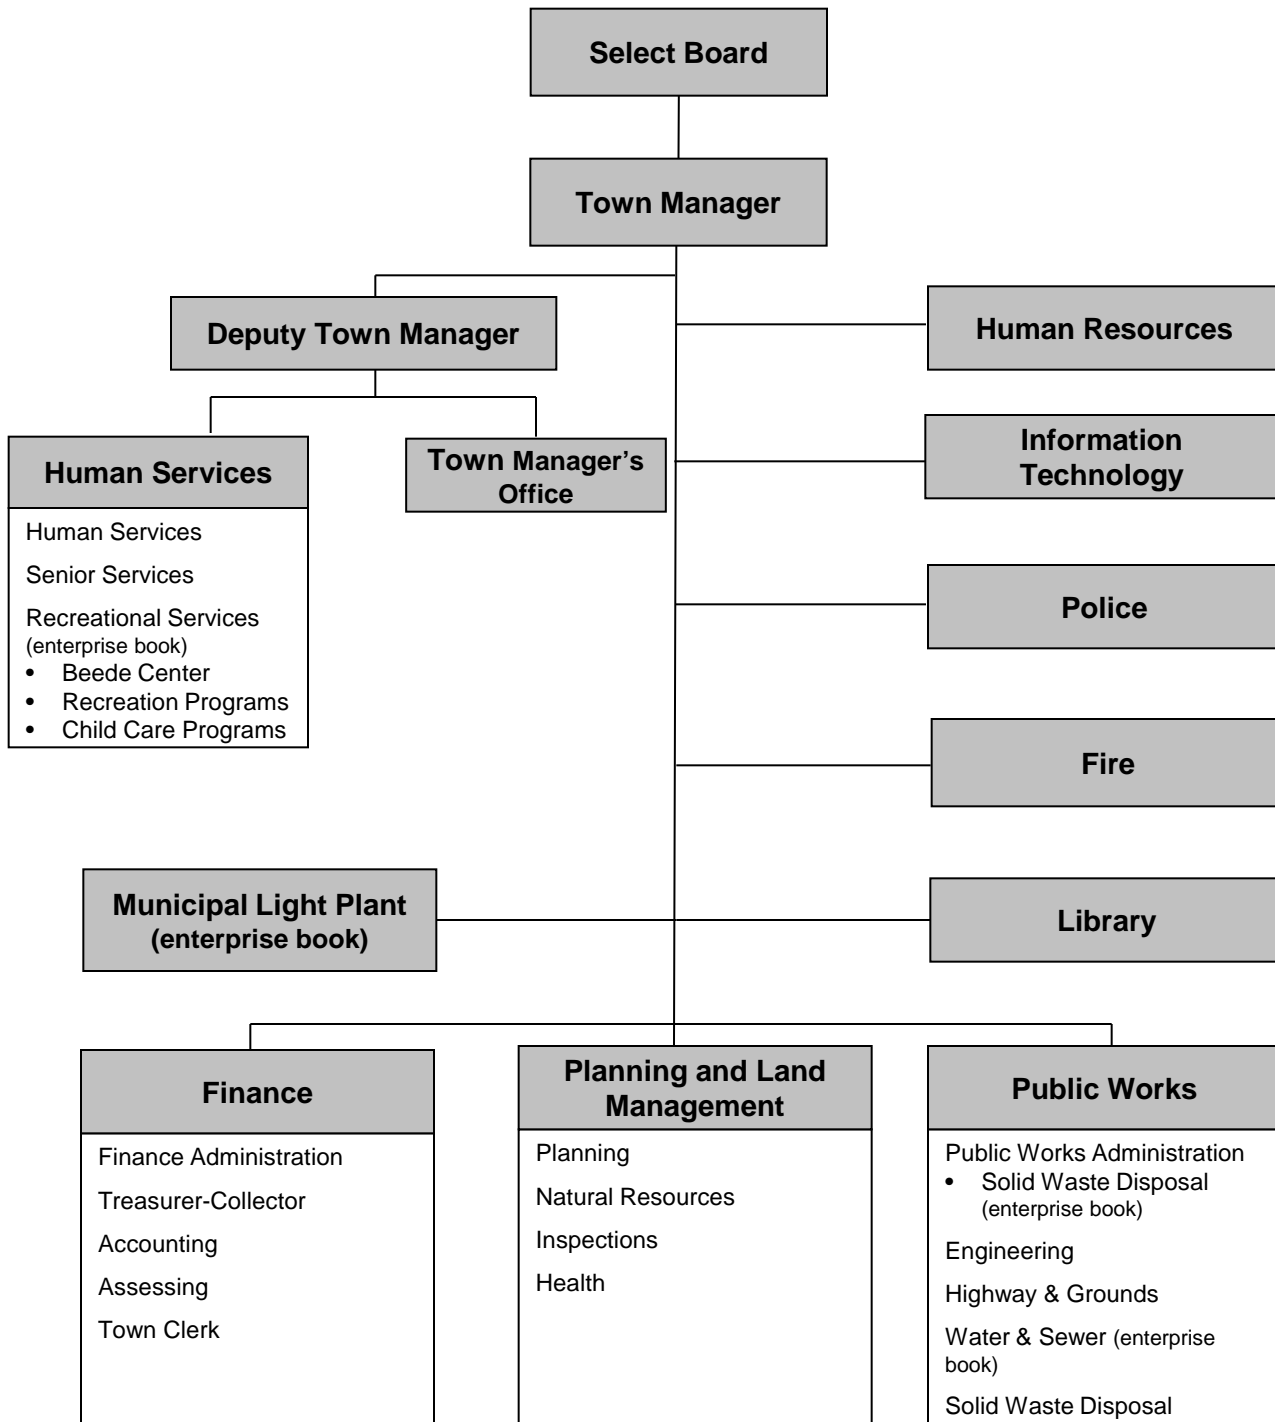 Select Board
Town Manager
Deputy Town Manager
Human Resources
Human Services
Town Manager's
Office
Information
Technology
Human Services
Senior Services
Recreational Services
(enterprise book)
• Beede Center
• Recreation Programs
• Child Care Programs
Police
Fire
Municipal Light Plant
(enterprise book)
Library
Finance
Finance Administration
Treasurer-Collector
Accounting
Assessing
Town Clerk
Planning and Land
Management
Planning
Natural Resources
Inspections
Health
Public Works
Public Works Administration
• Solid Waste Disposal
(enterprise book)
Engineering
Highway & Grounds
Water & Sewer (enterprise
book)
Solid Waste Disposal